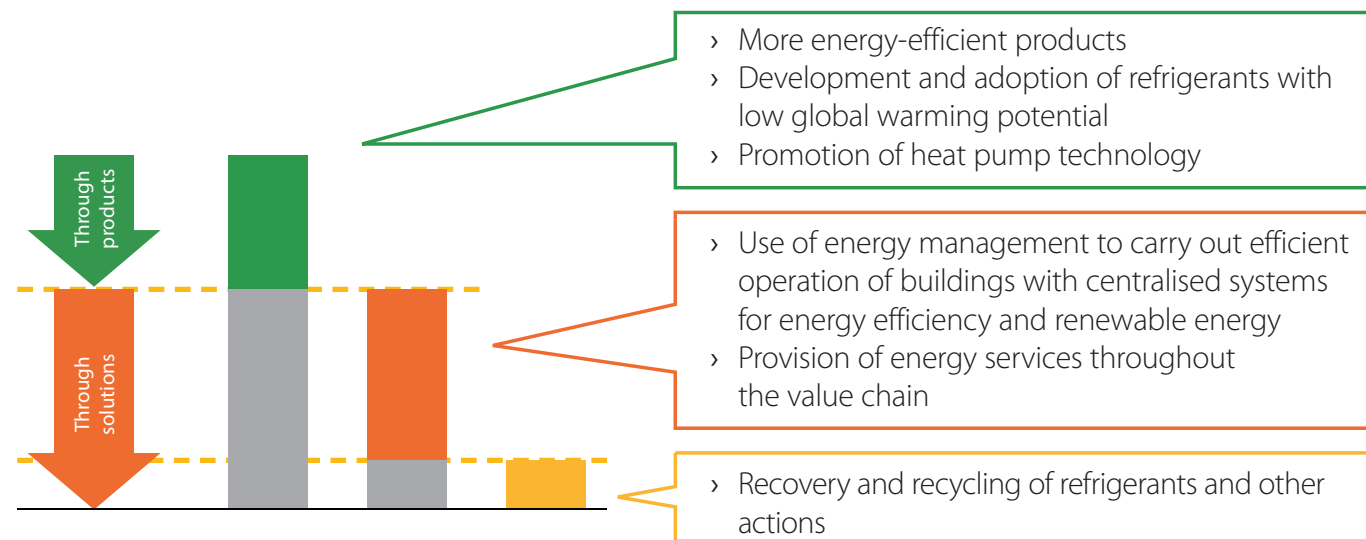 Through
products
Through
solutions
› More energy-efficient products
› Development and adoption of refrigerants with
low global warming potential
› Promotion of heat pump technology
› Use of energy management to carry out efficient
operation of buildings with centralised systems
for energy efficiency and renewable energy
› Provision of energy services throughout
the value chain
› Recovery and recycling of refrigerants and other
actions